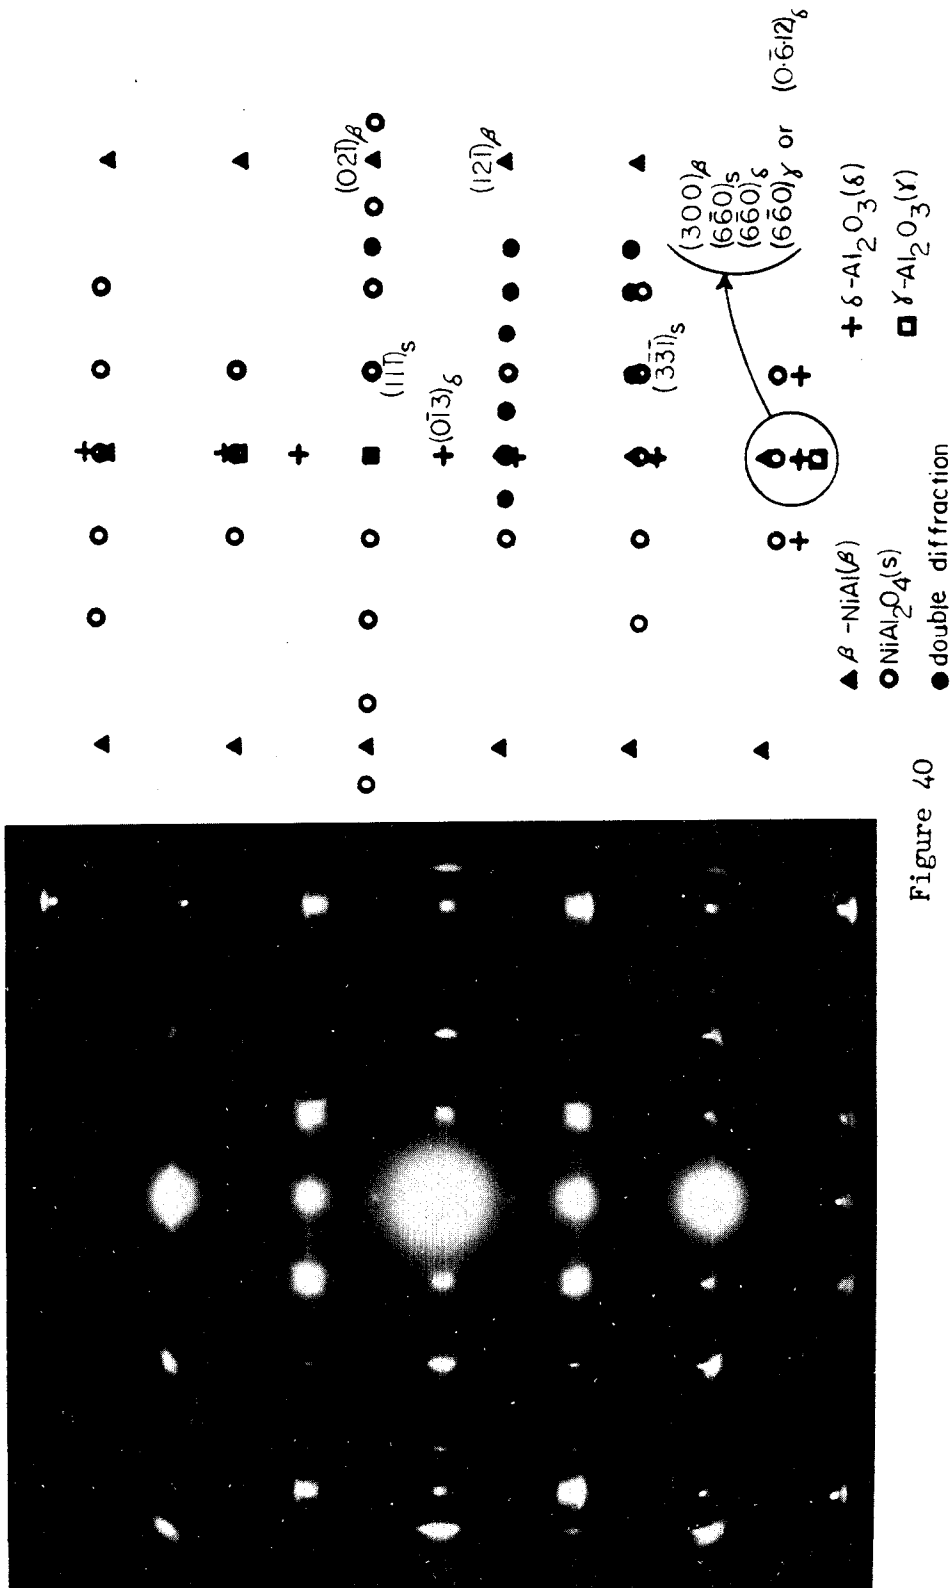 (02̄1̄)β
(12̄1̄)β
(11̄1̄)s
(01̄3)δ
(3̄3̄1̄)s
(300)β
(66̄0)s
(66̄0)δ
(66̄0)γ or (0·6̄·12)δ
▲ β-NiAl(β)
+ δ-Al₂O₃(δ)
○ NiAl₂O₄(s)
□ γ-Al₂O₃(γ)
● double diffraction
Figure 40